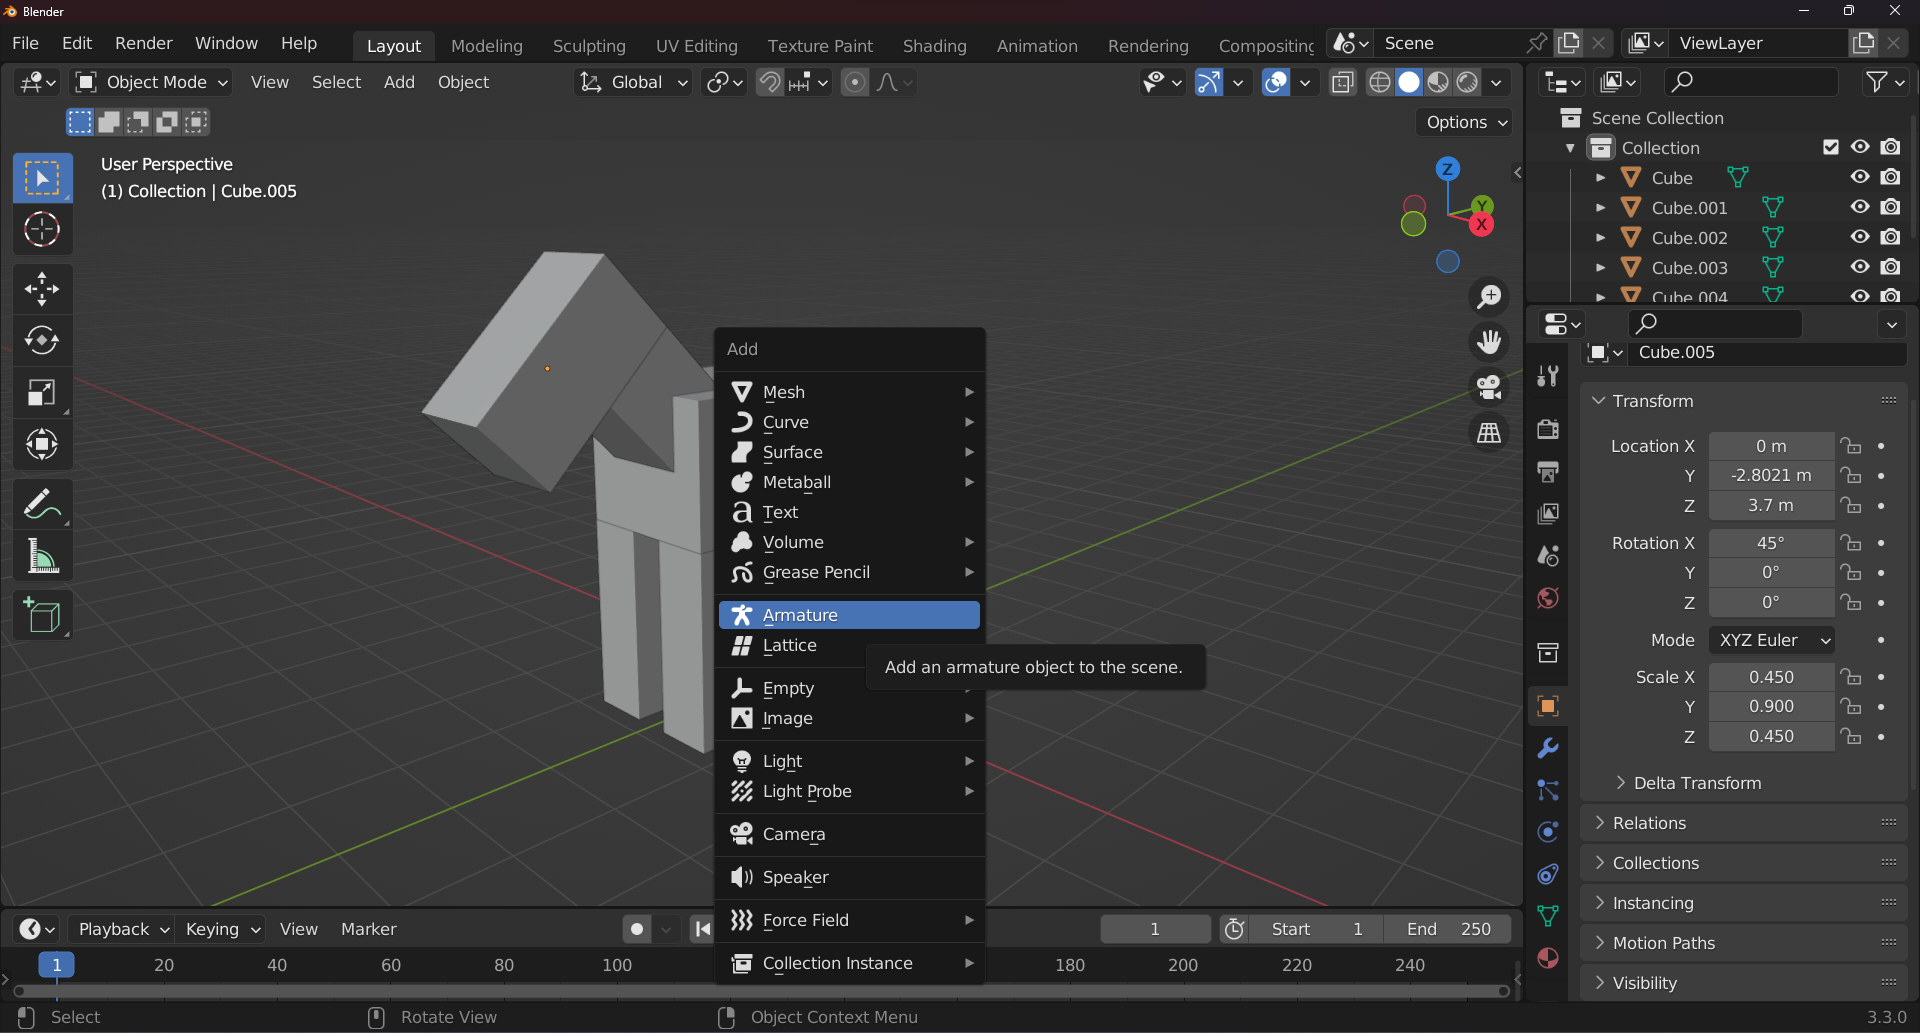 Blender
File Edit Render Window Help Layout Modeling Sculpting UV Editing Texture Paint Shading Animation Rendering Compositing Scene ViewLayer
Object Mode View Select Add Object Global
Options
User Perspective
(1) Collection | Cube.005
Z
Y
X
Scene Collection
Collection
Cube
Cube.001
Cube.002
Cube.003
Cube.004
Add
Mesh
Curve
Surface
Metaball
Text
Volume
Grease Pencil
Armature
Lattice
Add an armature object to the scene.
Empty
Image
Light
Light Probe
Camera
Speaker
Force Field
Collection Instance
Cube.005
Transform
Location X 0 m
Y -2.8021 m
Z 3.7 m
Rotation X 45°
Y 0°
Z 0°
Mode XYZ Euler
Scale X 0.450
Y 0.900
Z 0.450
Delta Transform
Relations
Collections
Instancing
Motion Paths
Visibility
Playback Keying View Marker 1 Start 1 End 250
1 20 40 60 80 100 180 200 220 240
Select Rotate View Object Context Menu 3.3.0